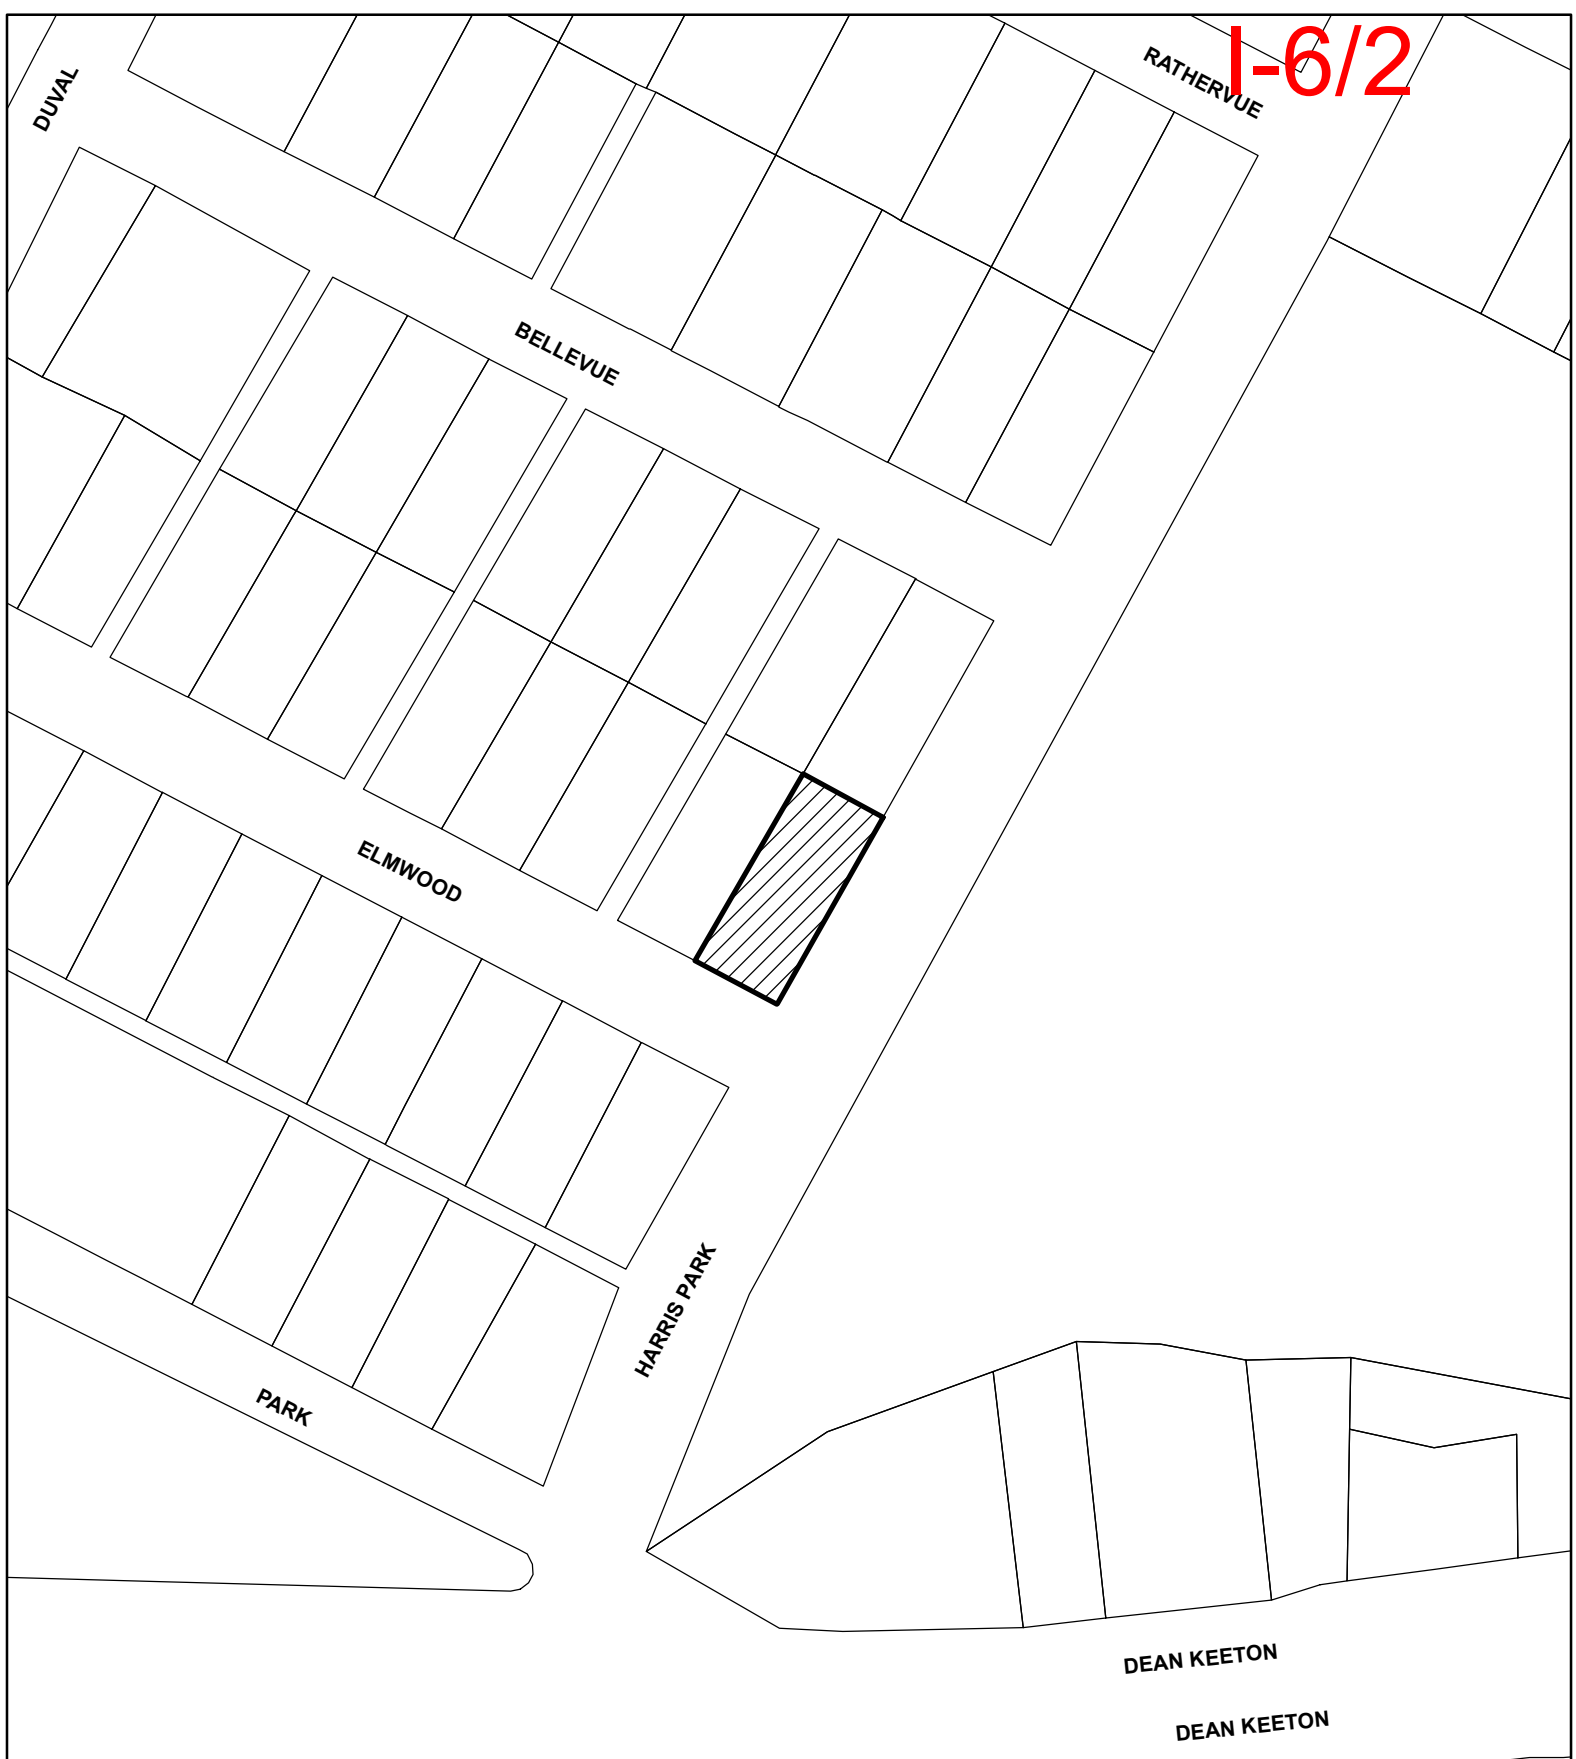 I-6/2
RATHERVUE
DUVAL
BELLEVUE
ELMWOOD
HARRIS PARK
PARK
DEAN KEETON
DEAN KEETON